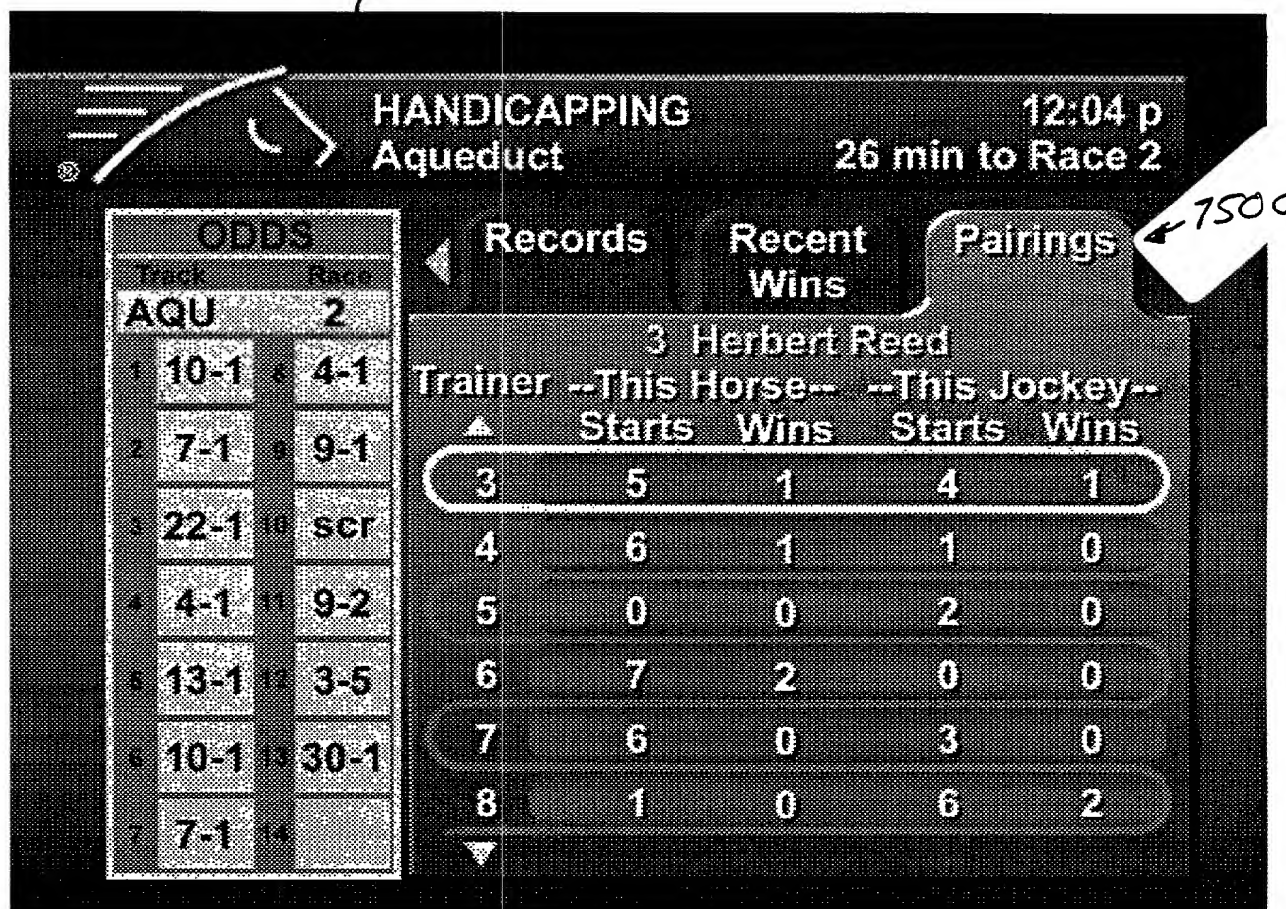 HANDICAPPING 12:04 p
Aqueduct 26 min to Race 2
®
7500
ODDS
Track Race
AQU 2
1 10-1 8 4-1
2 7-1 9 9-1
3 22-1 10 scr
4 4-1 11 9-2
5 13-1 12 3-5
6 10-1 13 30-1
7 7-1 14
Records Recent Wins Pairings
3 Herbert Reed
Trainer --This Horse-- --This Jockey--
Starts Wins Starts Wins
3 5 1 4 1
4 6 1 1 0
5 0 0 2 0
6 7 2 0 0
7 6 0 3 0
8 1 0 6 2